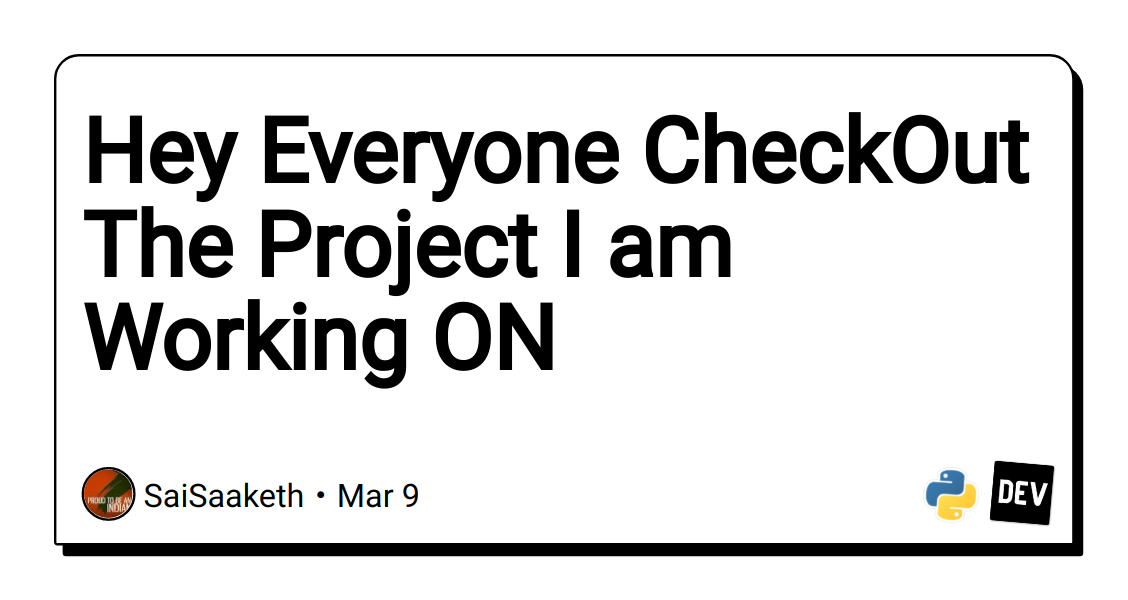 Hey Everyone CheckOut
The Project I am
Working ON
PROUD TO BE AN
INDIAN
SaiSaaketh • Mar 9
DEV